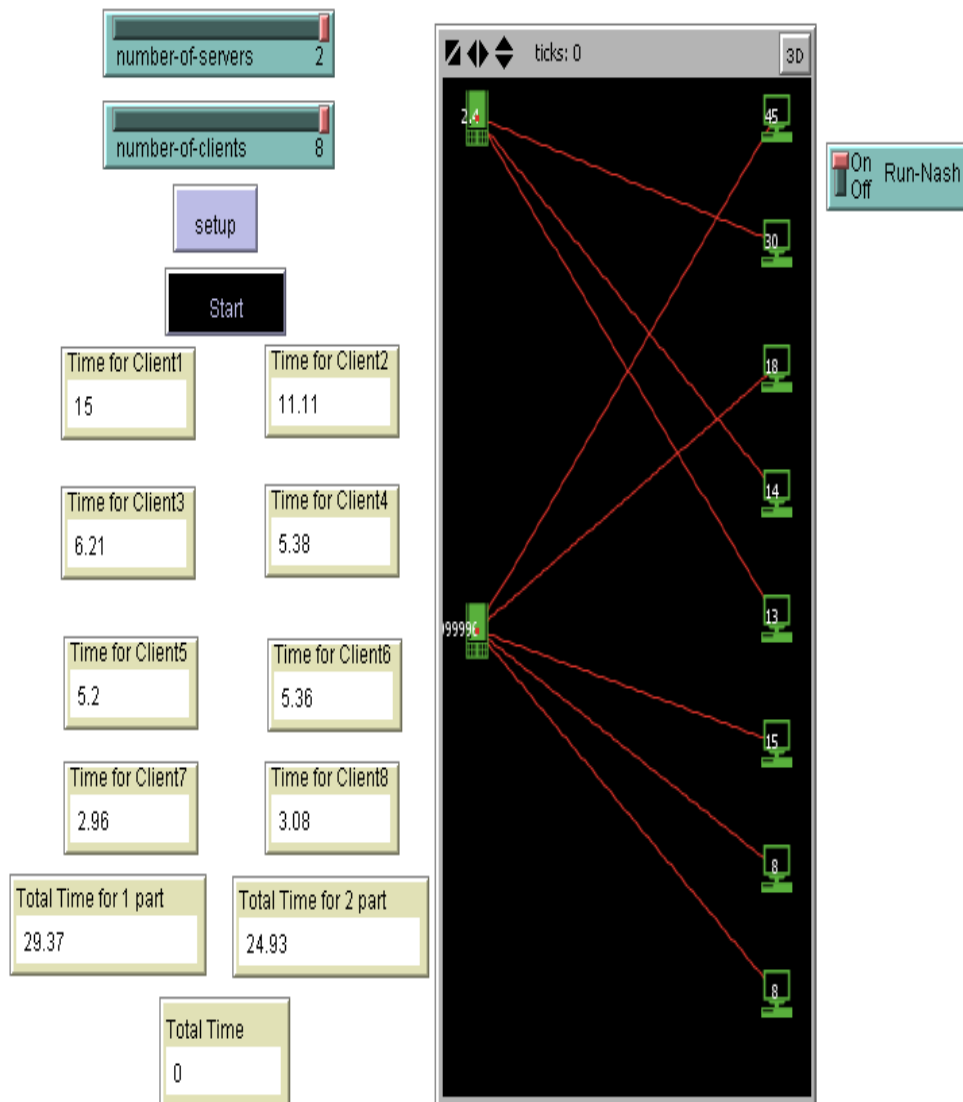 number-of-servers 2
number-of-clients 8
setup
Start
Time for Client1
15
Time for Client2
11.11
Time for Client3
6.21
Time for Client4
5.38
Time for Client5
5.2
Time for Client6
5.36
Time for Client7
2.96
Time for Client8
3.08
Total Time for 1 part
29.37
Total Time for 2 part
24.93
Total Time
0
ticks: 0
3D
2.4
45
30
18
14
13
15
8
8
On
Off
Run-Nash